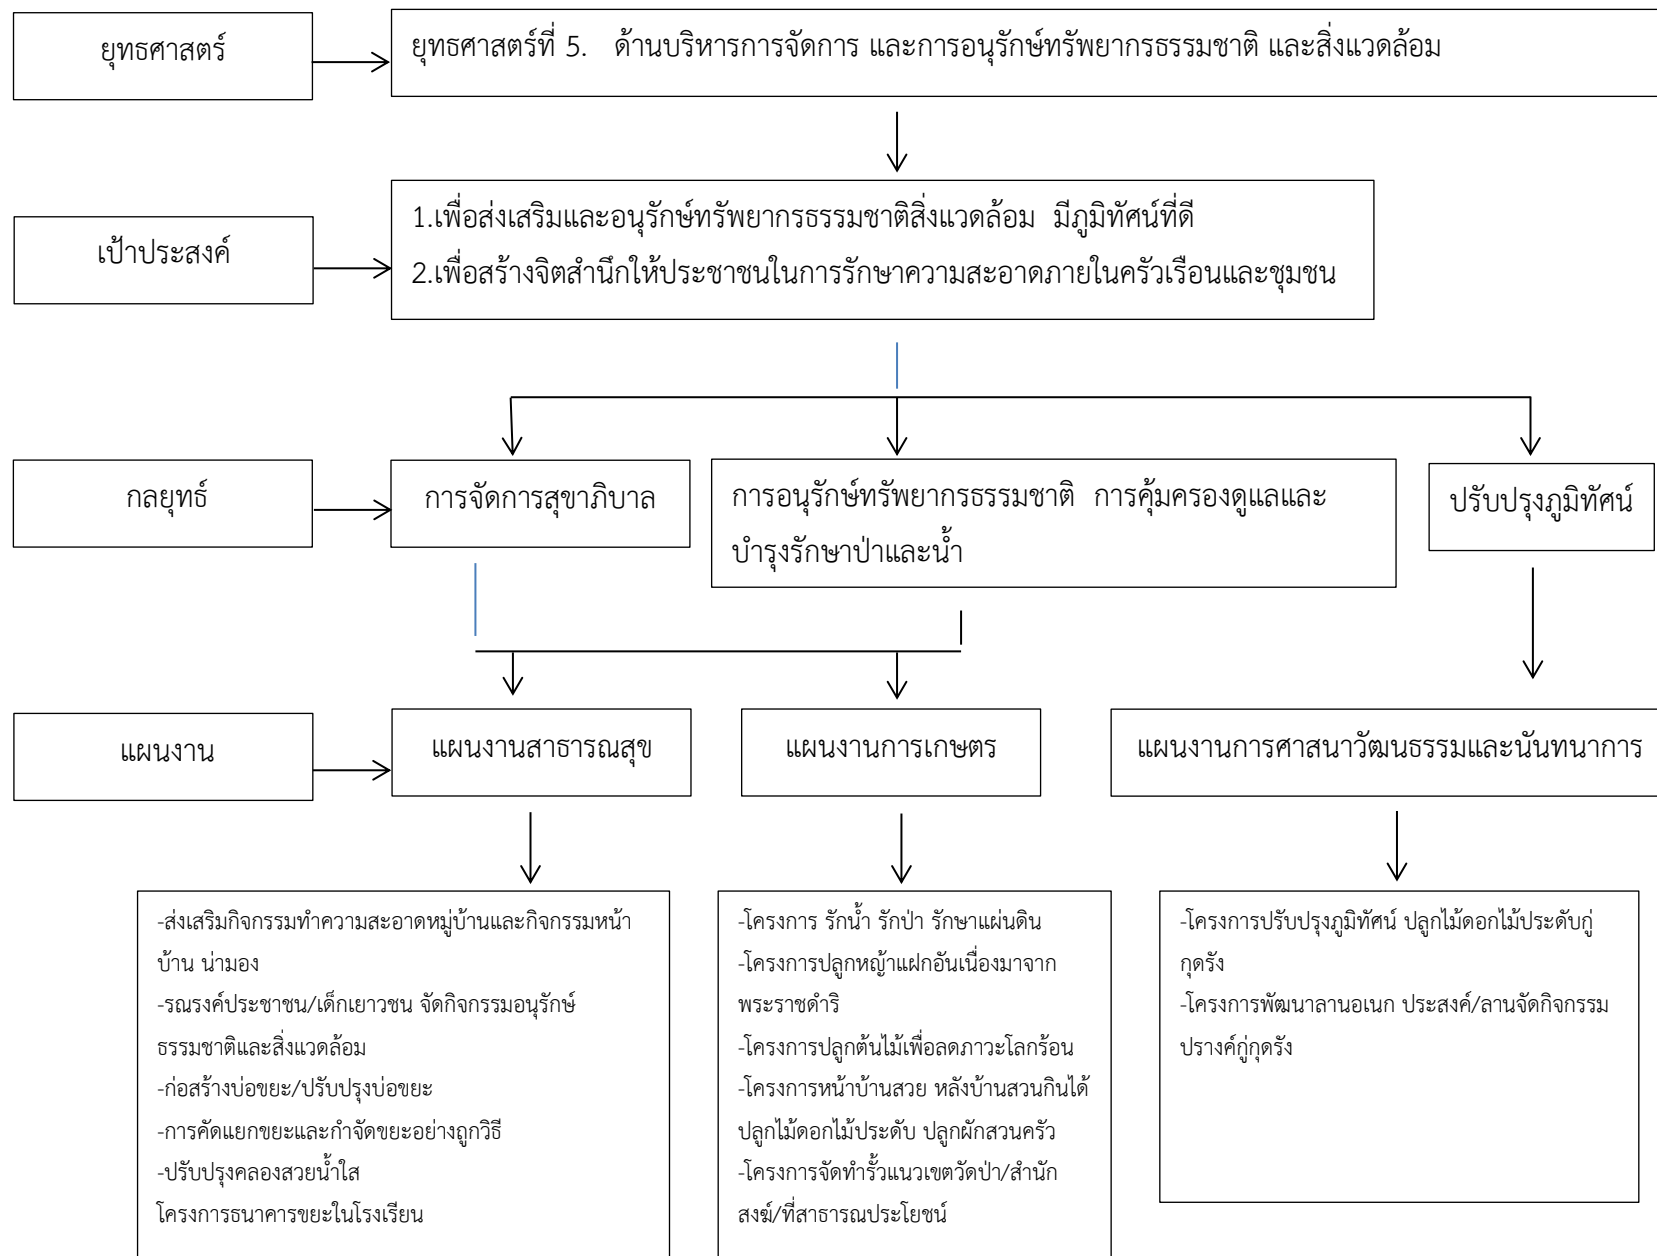 ยุทธศาสตร์
ยุทธศาสตร์ที่ 5. ด้านบริหารการจัดการ และการอนุรักษ์ทรัพยากรธรรมชาติ และสิ่งแวดล้อม
เป้าประสงค์
1.เพื่อส่งเสริมและอนุรักษ์ทรัพยากรธรรมชาติสิ่งแวดล้อม มีภูมิทัศน์ที่ดี
2.เพื่อสร้างจิตสำนึกให้ประชาชนในการรักษาความสะอาดภายในครัวเรือนและชุมชน
กลยุทธ์
การจัดการสุขาภิบาล
การอนุรักษ์ทรัพยากรธรรมชาติ การคุ้มครองดูแลและ
บำรุงรักษาป่าและน้ำ
ปรับปรุงภูมิทัศน์
แผนงาน
แผนงานสาธารณสุข
แผนงานการเกษตร
แผนงานการศาสนาวัฒนธรรมและนันทนาการ
-ส่งเสริมกิจกรรมทำความสะอาดหมู่บ้านและกิจกรรมหน้า
บ้าน น่ามอง
-รณรงค์ประชาชน/เด็กเยาวชน จัดกิจกรรมอนุรักษ์
ธรรมชาติและสิ่งแวดล้อม
-ก่อสร้างบ่อขยะ/ปรับปรุงบ่อขยะ
-การคัดแยกขยะและกำจัดขยะอย่างถูกวิธี
-ปรับปรุงคลองสวยน้ำใส
โครงการธนาคารขยะในโรงเรียน
-โครงการ รักน้ำ รักป่า รักษาแผ่นดิน
-โครงการปลูกหญ้าแฝกอันเนื่องมาจาก
พระราชดำริ
-โครงการปลูกต้นไม้เพื่อลดภาวะโลกร้อน
-โครงการหน้าบ้านสวย หลังบ้านสวนกินได้
ปลูกไม้ดอกไม้ประดับ ปลูกผักสวนครัว
-โครงการจัดทำรั้วแนวเขตวัดป่า/สำนัก
สงฆ์/ที่สาธารณประโยชน์
-โครงการปรับปรุงภูมิทัศน์ ปลูกไม้ดอกไม้ประดับกู่
กุดรัง
-โครงการพัฒนาลานอเนก ประสงค์/ลานจัดกิจกรรม
ปรางค์กู่กุดรัง